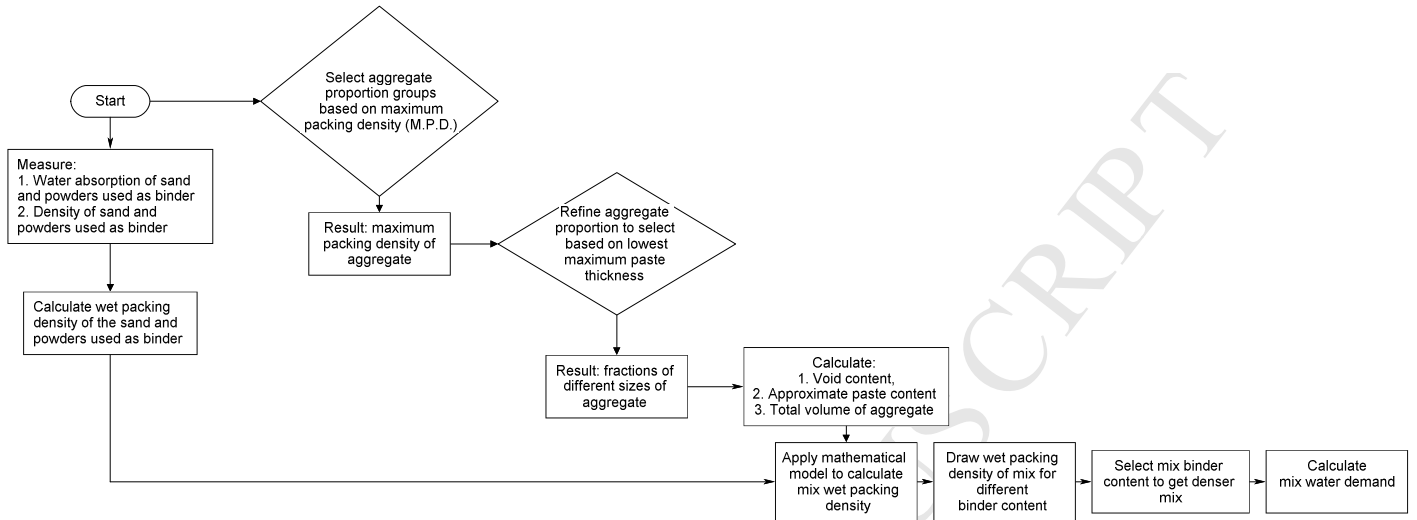 Start
Select aggregate
proportion groups
based on maximum
packing density (M.P.D.)
Measure:
1. Water absorption of sand
and powders used as binder
2. Density of sand and
powders used as binder
Result: maximum
packing density of
aggregate
Refine aggregate
proportion to select
based on lowest
maximum paste
thickness
Calculate wet packing
density of the sand and
powders used as binder
Result: fractions of
different sizes of
aggregate
Calculate:
1. Void content,
2. Approximate paste content
3. Total volume of aggregate
Apply mathematical
model to calculate
mix wet packing
density
Draw wet packing
density of mix for
different
binder content
Select mix binder
content to get denser
mix
Calculate
mix water demand
USCRIPT